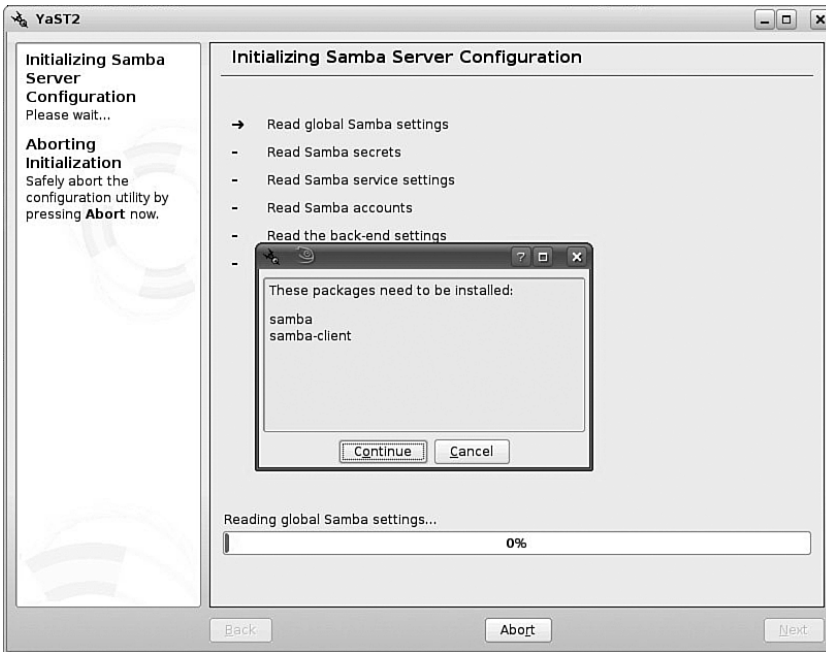 YaST2
Initializing Samba
Server
Configuration
Please wait...
Aborting
Initialization
Safely abort the
configuration utility by
pressing Abort now.
Initializing Samba Server Configuration
➔ Read global Samba settings
- Read Samba secrets
- Read Samba service settings
- Read Samba accounts
- Read the back-end settings
-
These packages need to be installed:
samba
samba-client
Continue
Cancel
Reading global Samba settings...
0%
Back
Abort
Next